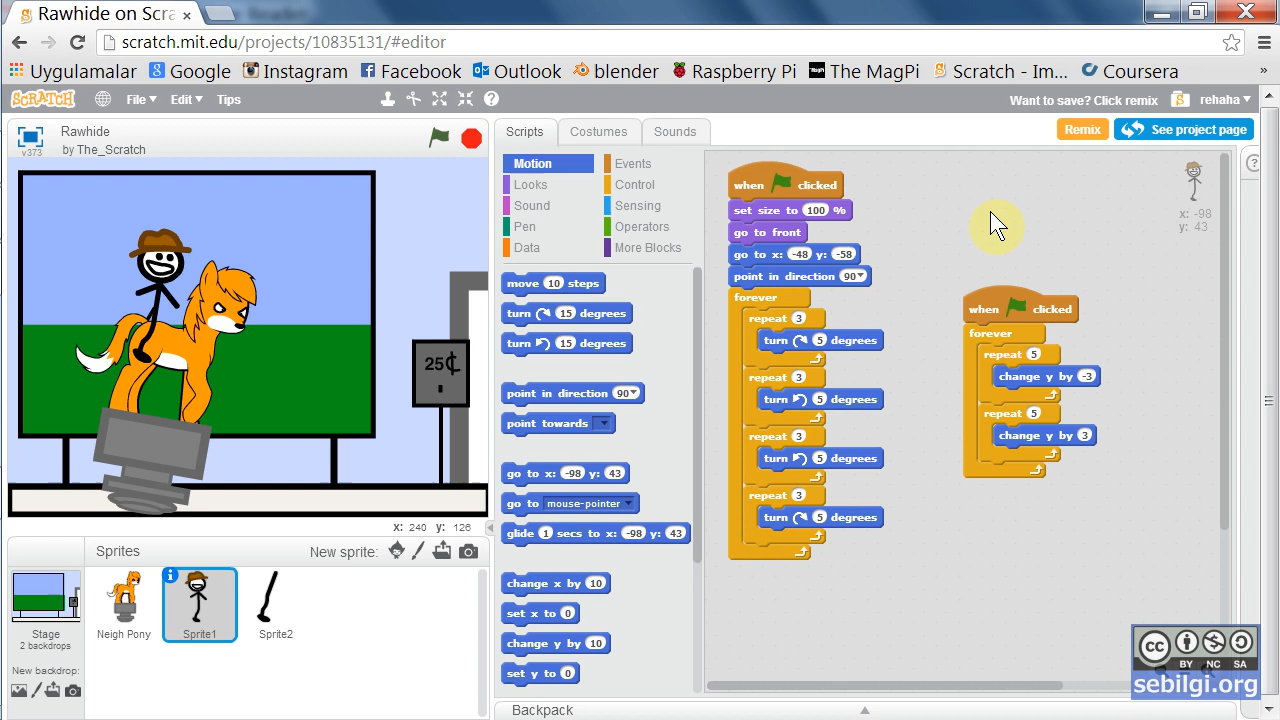 Rawhide on Scra
scratch.mit.edu/projects/10835131/#editor
Uygulamalar Google Instagram Facebook Outlook blender Raspberry Pi The MagPi Scratch - Im... Coursera »
SCRATCH File Edit Tips Want to save? Click remix rehaha
Rawhide
by The_Scratch
v373
Scripts Costumes Sounds Remix See project page
Motion Events
Looks Control
Sound Sensing
Pen Operators
Data More Blocks
move 10 steps
turn 15 degrees
turn 15 degrees
point in direction 90
point towards
go to x: -98 y: 43
go to mouse-pointer
glide 1 secs to x: -98 y: 43
change x by 10
set x to 0
change y by 10
set y to 0
when clicked
set size to 100 %
go to front
go to x: -48 y: -58
point in direction 90
forever
repeat 3
turn 5 degrees
repeat 3
turn 5 degrees
repeat 3
turn 5 degrees
repeat 3
turn 5 degrees
when clicked
forever
repeat 5
change y by -3
repeat 5
change y by 3
x: -98
y: 43
25¢
x: 240 y: 126
Sprites New sprite:
Stage
2 backdrops
New backdrop:
Neigh Pony
Sprite1
Sprite2
Backpack
cc BY NC SA
sebilgi.org